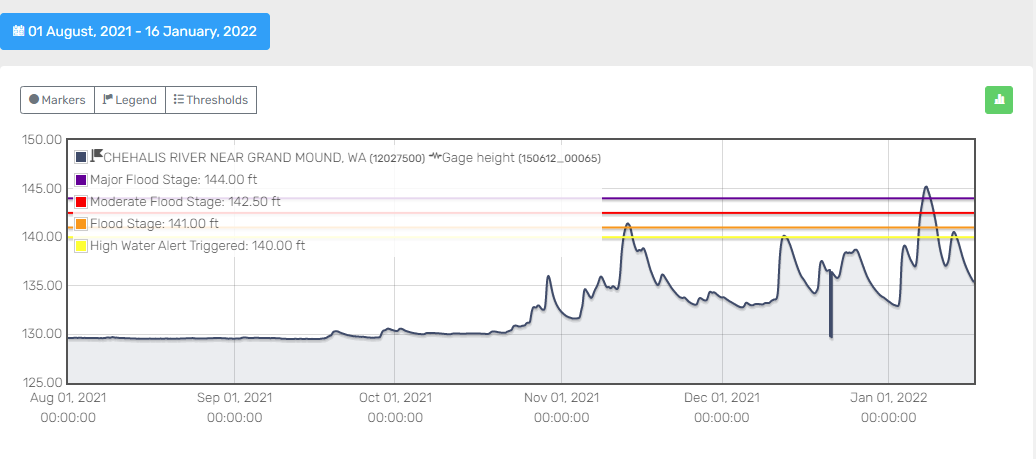 01 August, 2021 - 16 January, 2022
Markers Legend Thresholds
150.00
CHEHALIS RIVER NEAR GRAND MOUND, WA (12027500) Gage height (150612_00065)
Major Flood Stage: 144.00 ft
145.00
Moderate Flood Stage: 142.50 ft
Flood Stage: 141.00 ft
140.00
High Water Alert Triggered: 140.00 ft
135.00
130.00
125.00
Aug 01, 2021 Sep 01, 2021 Oct 01, 2021 Nov 01, 2021 Dec 01, 2021 Jan 01, 2022
00:00:00 00:00:00 00:00:00 00:00:00 00:00:00 00:00:00